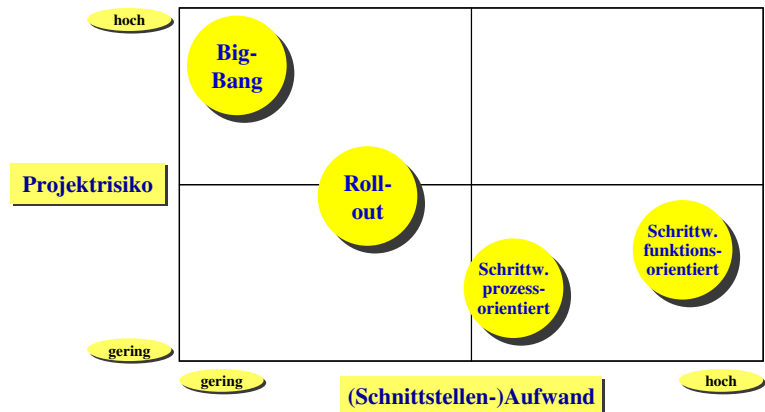 hoch
Big-
Bang
Projektrisiko
Roll-
out
Schrittw.
funktions-
orientiert
Schrittw.
prozess-
orientiert
gering
gering
(Schnittstellen-)Aufwand
hoch